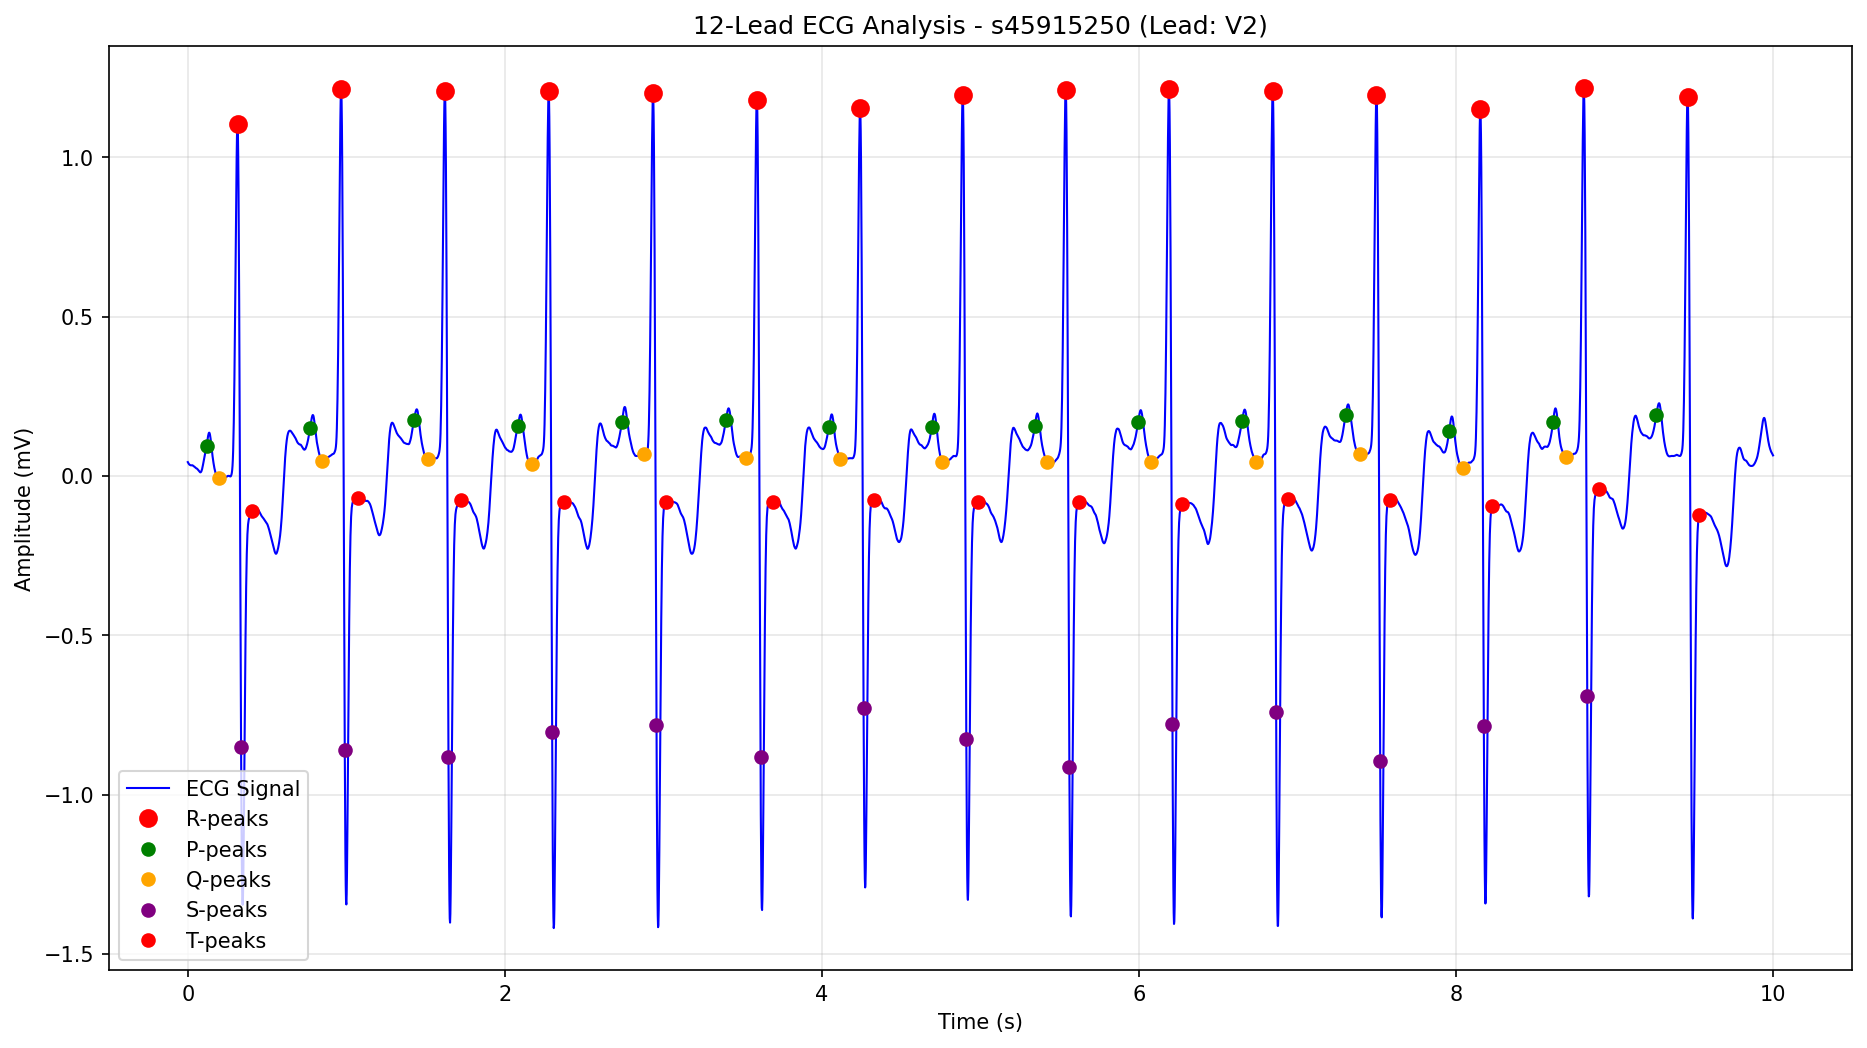 12-Lead ECG Analysis - s45915250 (Lead: V2)
Amplitude (mV)
1.0
0.5
0.0
−0.5
−1.0
−1.5
ECG Signal
R-peaks
P-peaks
Q-peaks
S-peaks
T-peaks
0 2 4 6 8 10
Time (s)